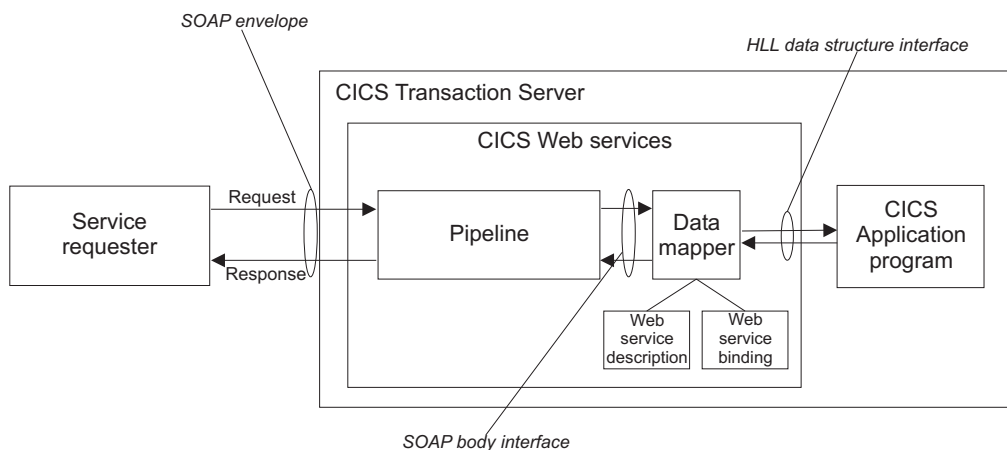 SOAP envelope
HLL data structure interface
CICS Transaction Server
CICS Web services
Request
Service
requester
Response
Pipeline
Data
mapper
CICS
Application
program
Web
service
description
Web
service
binding
SOAP body interface